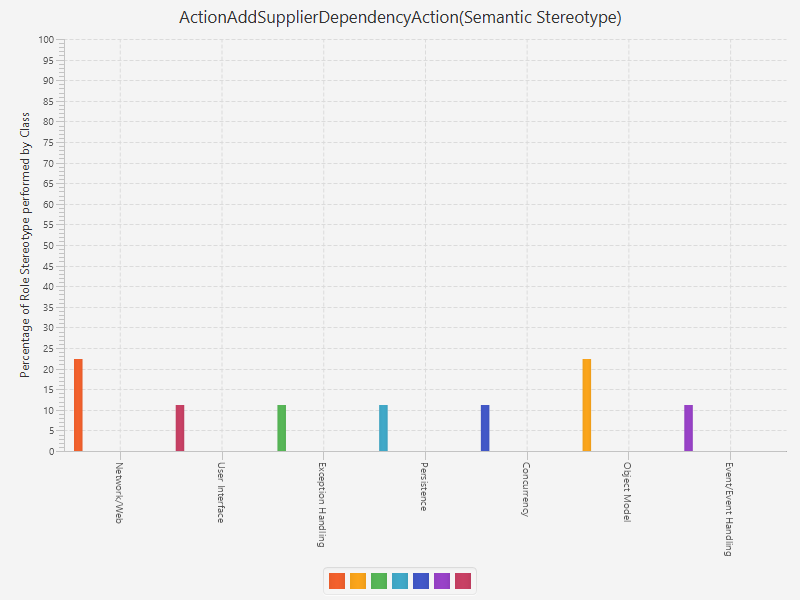 ActionAddSupplierDependencyAction(Semantic Stereotype)
Percentage of Role Stereotype performed by Class
100
95
90
85
80
75
70
65
60
55
50
45
40
35
30
25
20
15
10
5
0
Network/Web
User Interface
Exception Handling
Persistence
Concurrency
Object Model
Event/Event Handling